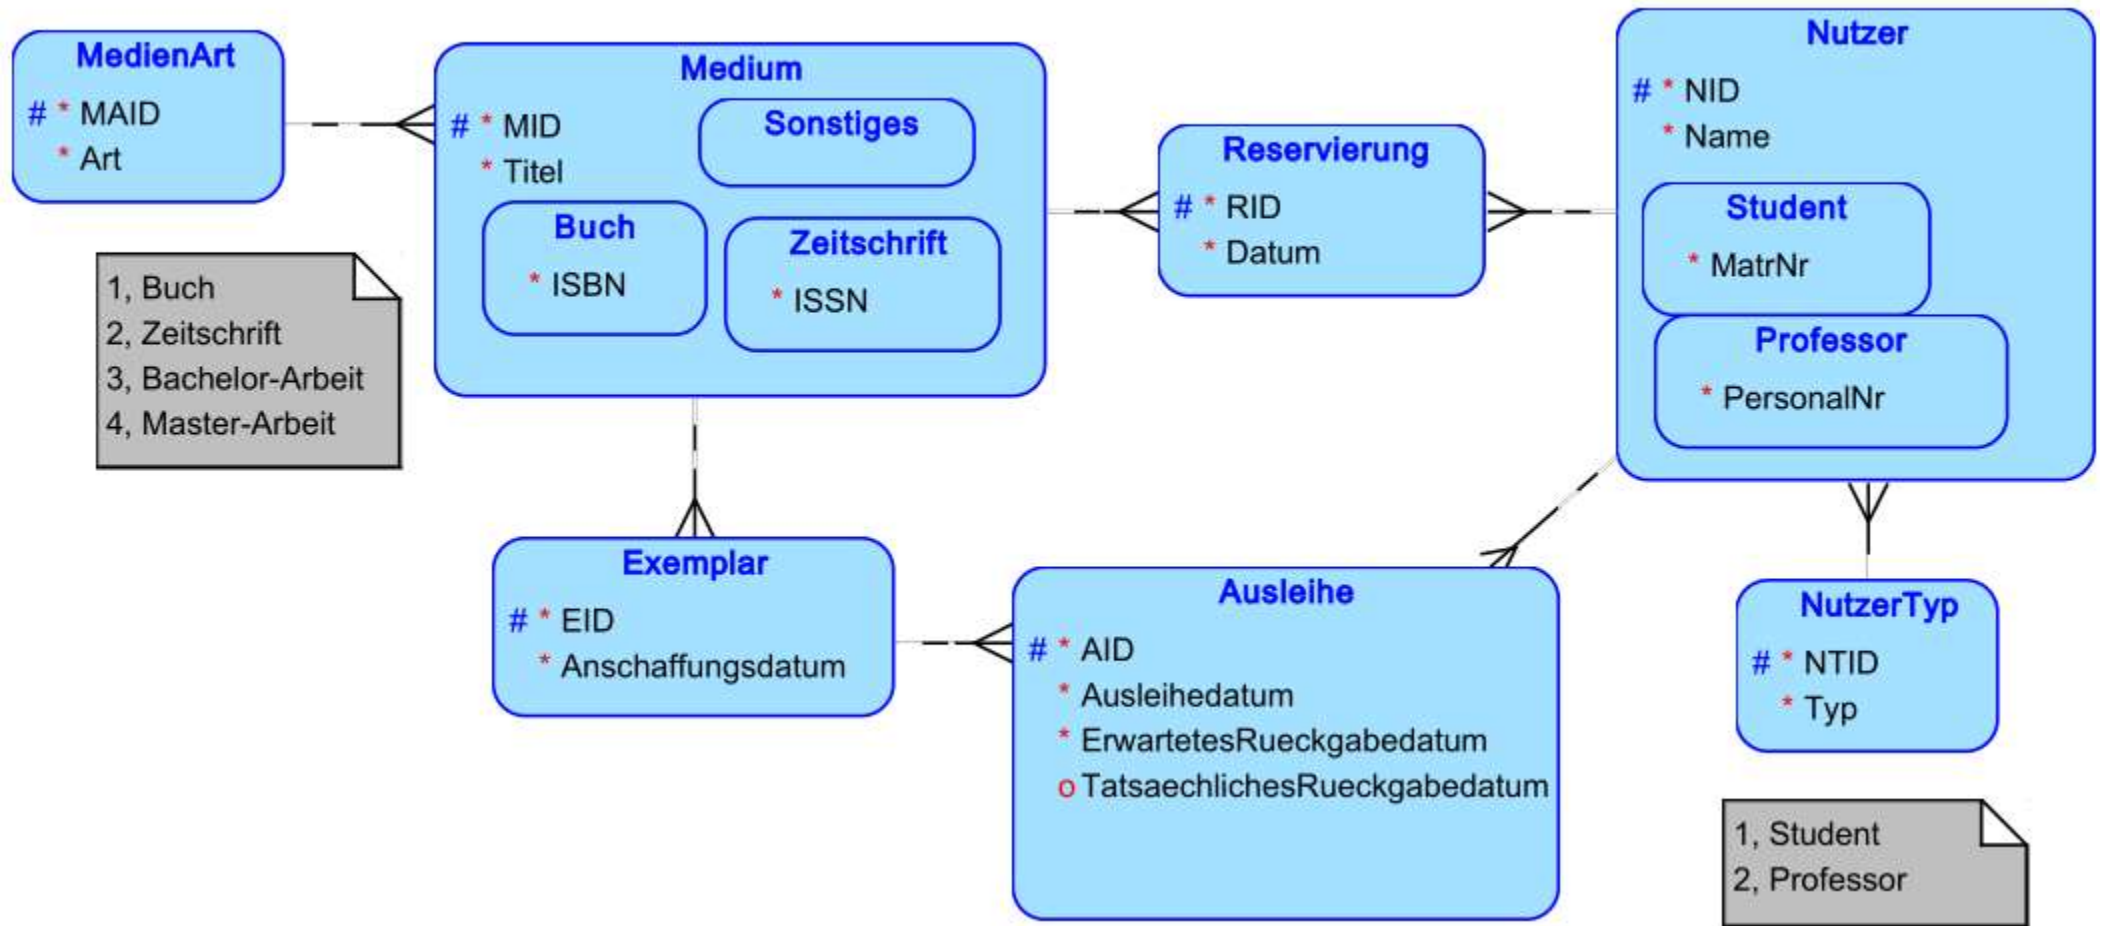 MedienArt
# * MAID
* Art
1, Buch
2, Zeitschrift
3, Bachelor-Arbeit
4, Master-Arbeit
Medium
# * MID
* Titel
Sonstiges
Buch
* ISBN
Zeitschrift
* ISSN
Reservierung
# * RID
* Datum
Nutzer
# * NID
* Name
Student
* MatrNr
Professor
* PersonalNr
Exemplar
# * EID
* Anschaffungsdatum
Ausleihe
# * AID
* Ausleihedatum
* ErwartetesRueckgabedatum
o TatsaechlichesRueckgabedatum
NutzerTyp
# * NTID
* Typ
1, Student
2, Professor